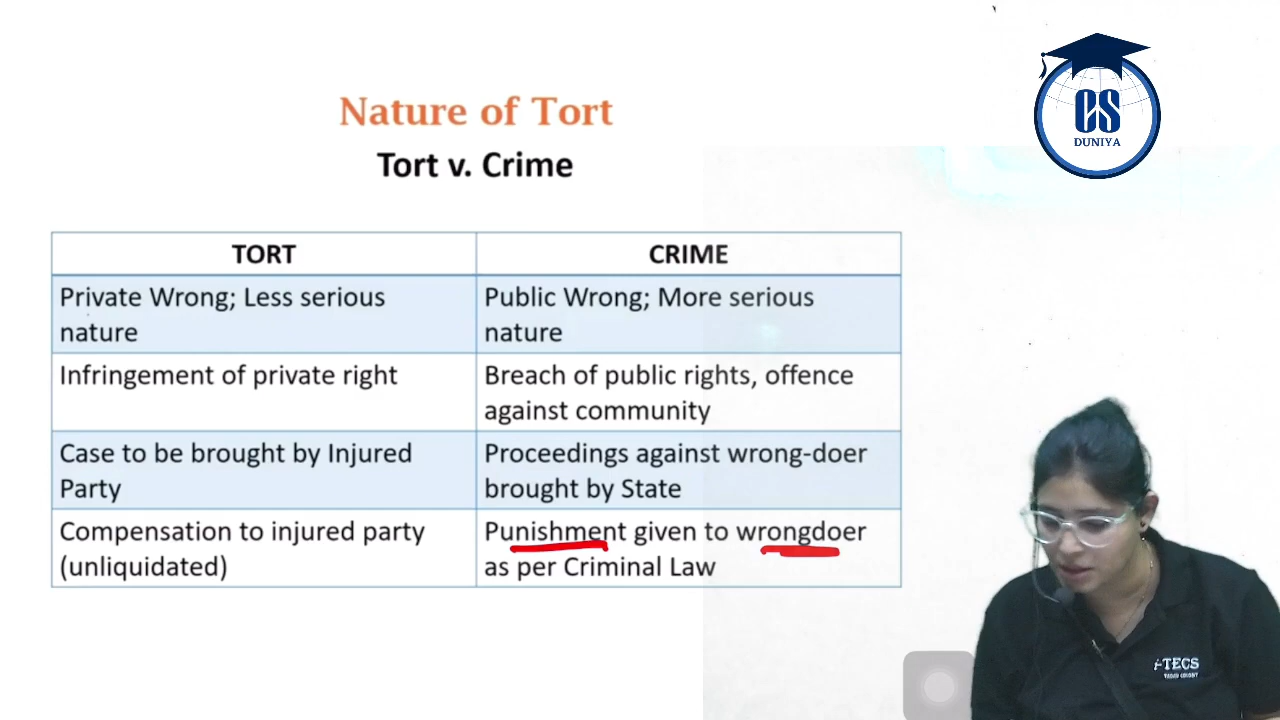 Nature of Tort
Tort v. Crime
CS
DUNIYA
TORT
CRIME
Private Wrong; Less serious
nature
Public Wrong; More serious
nature
Infringement of private right
Breach of public rights, offence
against community
Case to be brought by Injured
Party
Proceedings against wrong-doer
brought by State
Compensation to injured party
(unliquidated)
Punishment given to wrongdoer
as per Criminal Law
i-TECS